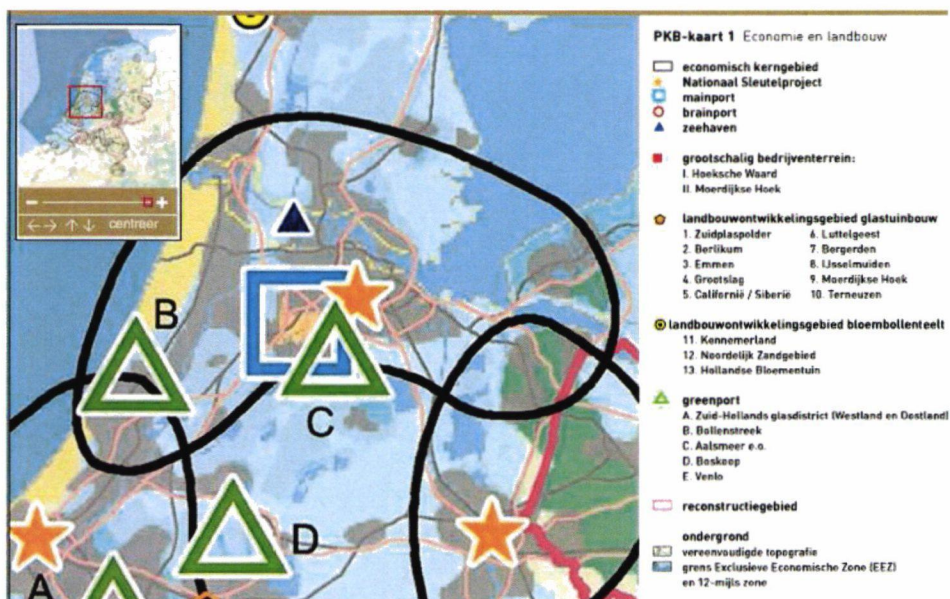 centreer
B
C
D
A
PKB-kaart 1 Economie en landbouw
economisch kerngebied
Nationaal Sleutelproject
mainport
brainport
zeehaven
grootschalig bedrijventerrein:
I. Hoeksche Waard
II. Moerdijkse Hoek
landbouwontwikkelingsgebied glastuinbouw
1. Zuidplaspolder 6. Luttelgeest
2. Berlikum 7. Bergerden
3. Emmen 8. IJsselmuiden
4. Grootslag 9. Moerdijkse Hoek
5. Californië / Siberië 10. Terneuzen
landbouwontwikkelingsgebied bloembollenteelt
11. Kennemerland
12. Noordelijk Zandgebied
13. Hollandse Bloementuin
greenport
A. Zuid-Hollands glasdistrict (Westland en Oostland)
B. Bollenstreek
C. Aalsmeer e.o.
D. Boskoop
E. Venlo
reconstructiegebied
ondergrond
vereenvoudigde topografie
grens Exclusieve Economische Zone (EEZ)
en 12-mijls zone